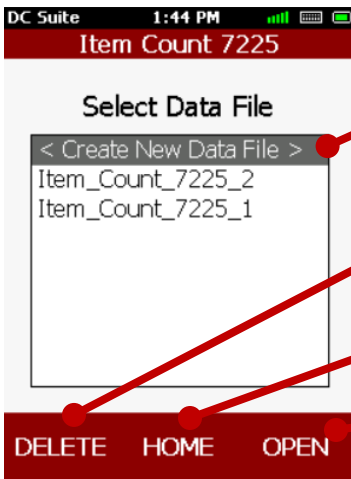 DC Suite 1:44 PM
Item Count 7225
Select Data File
< Create New Data File >
Item_Count_7225_2
Item_Count_7225_1
DELETE HOME OPEN